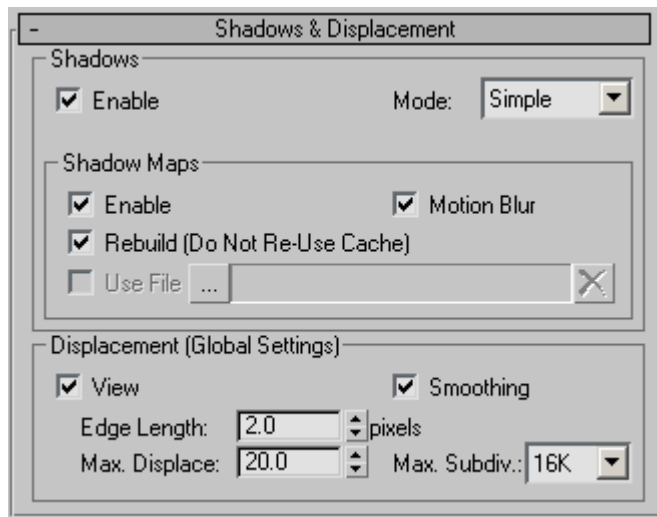 - Shadows & Displacement
Shadows
Enable Mode: Simple
Shadow Maps
Enable Motion Blur
Rebuild (Do Not Re-Use Cache)
Use File ...
Displacement (Global Settings)
View Smoothing
Edge Length: 2.0 pixels
Max. Displace: 20.0 Max. Subdiv.: 16K